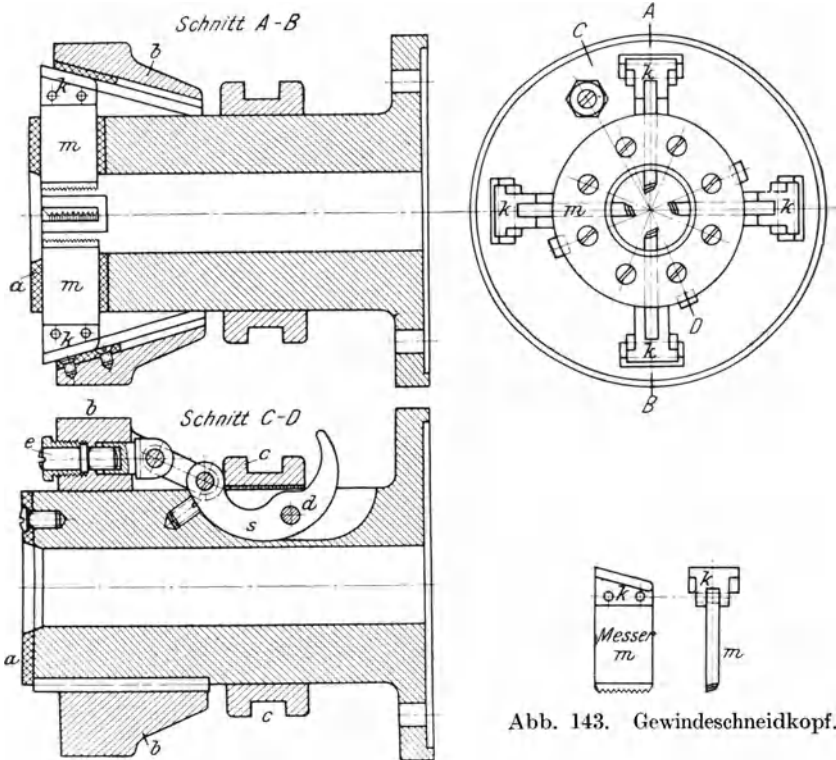 Schnitt A-B
b
k
m
a
m
k
A
C
k
k
m
k
D
k
B
b
Schnitt C-D
e
c
d
s
a
c
b
k
k
Messer
m
m
Abb. 143. Gewindeschneidkopf.